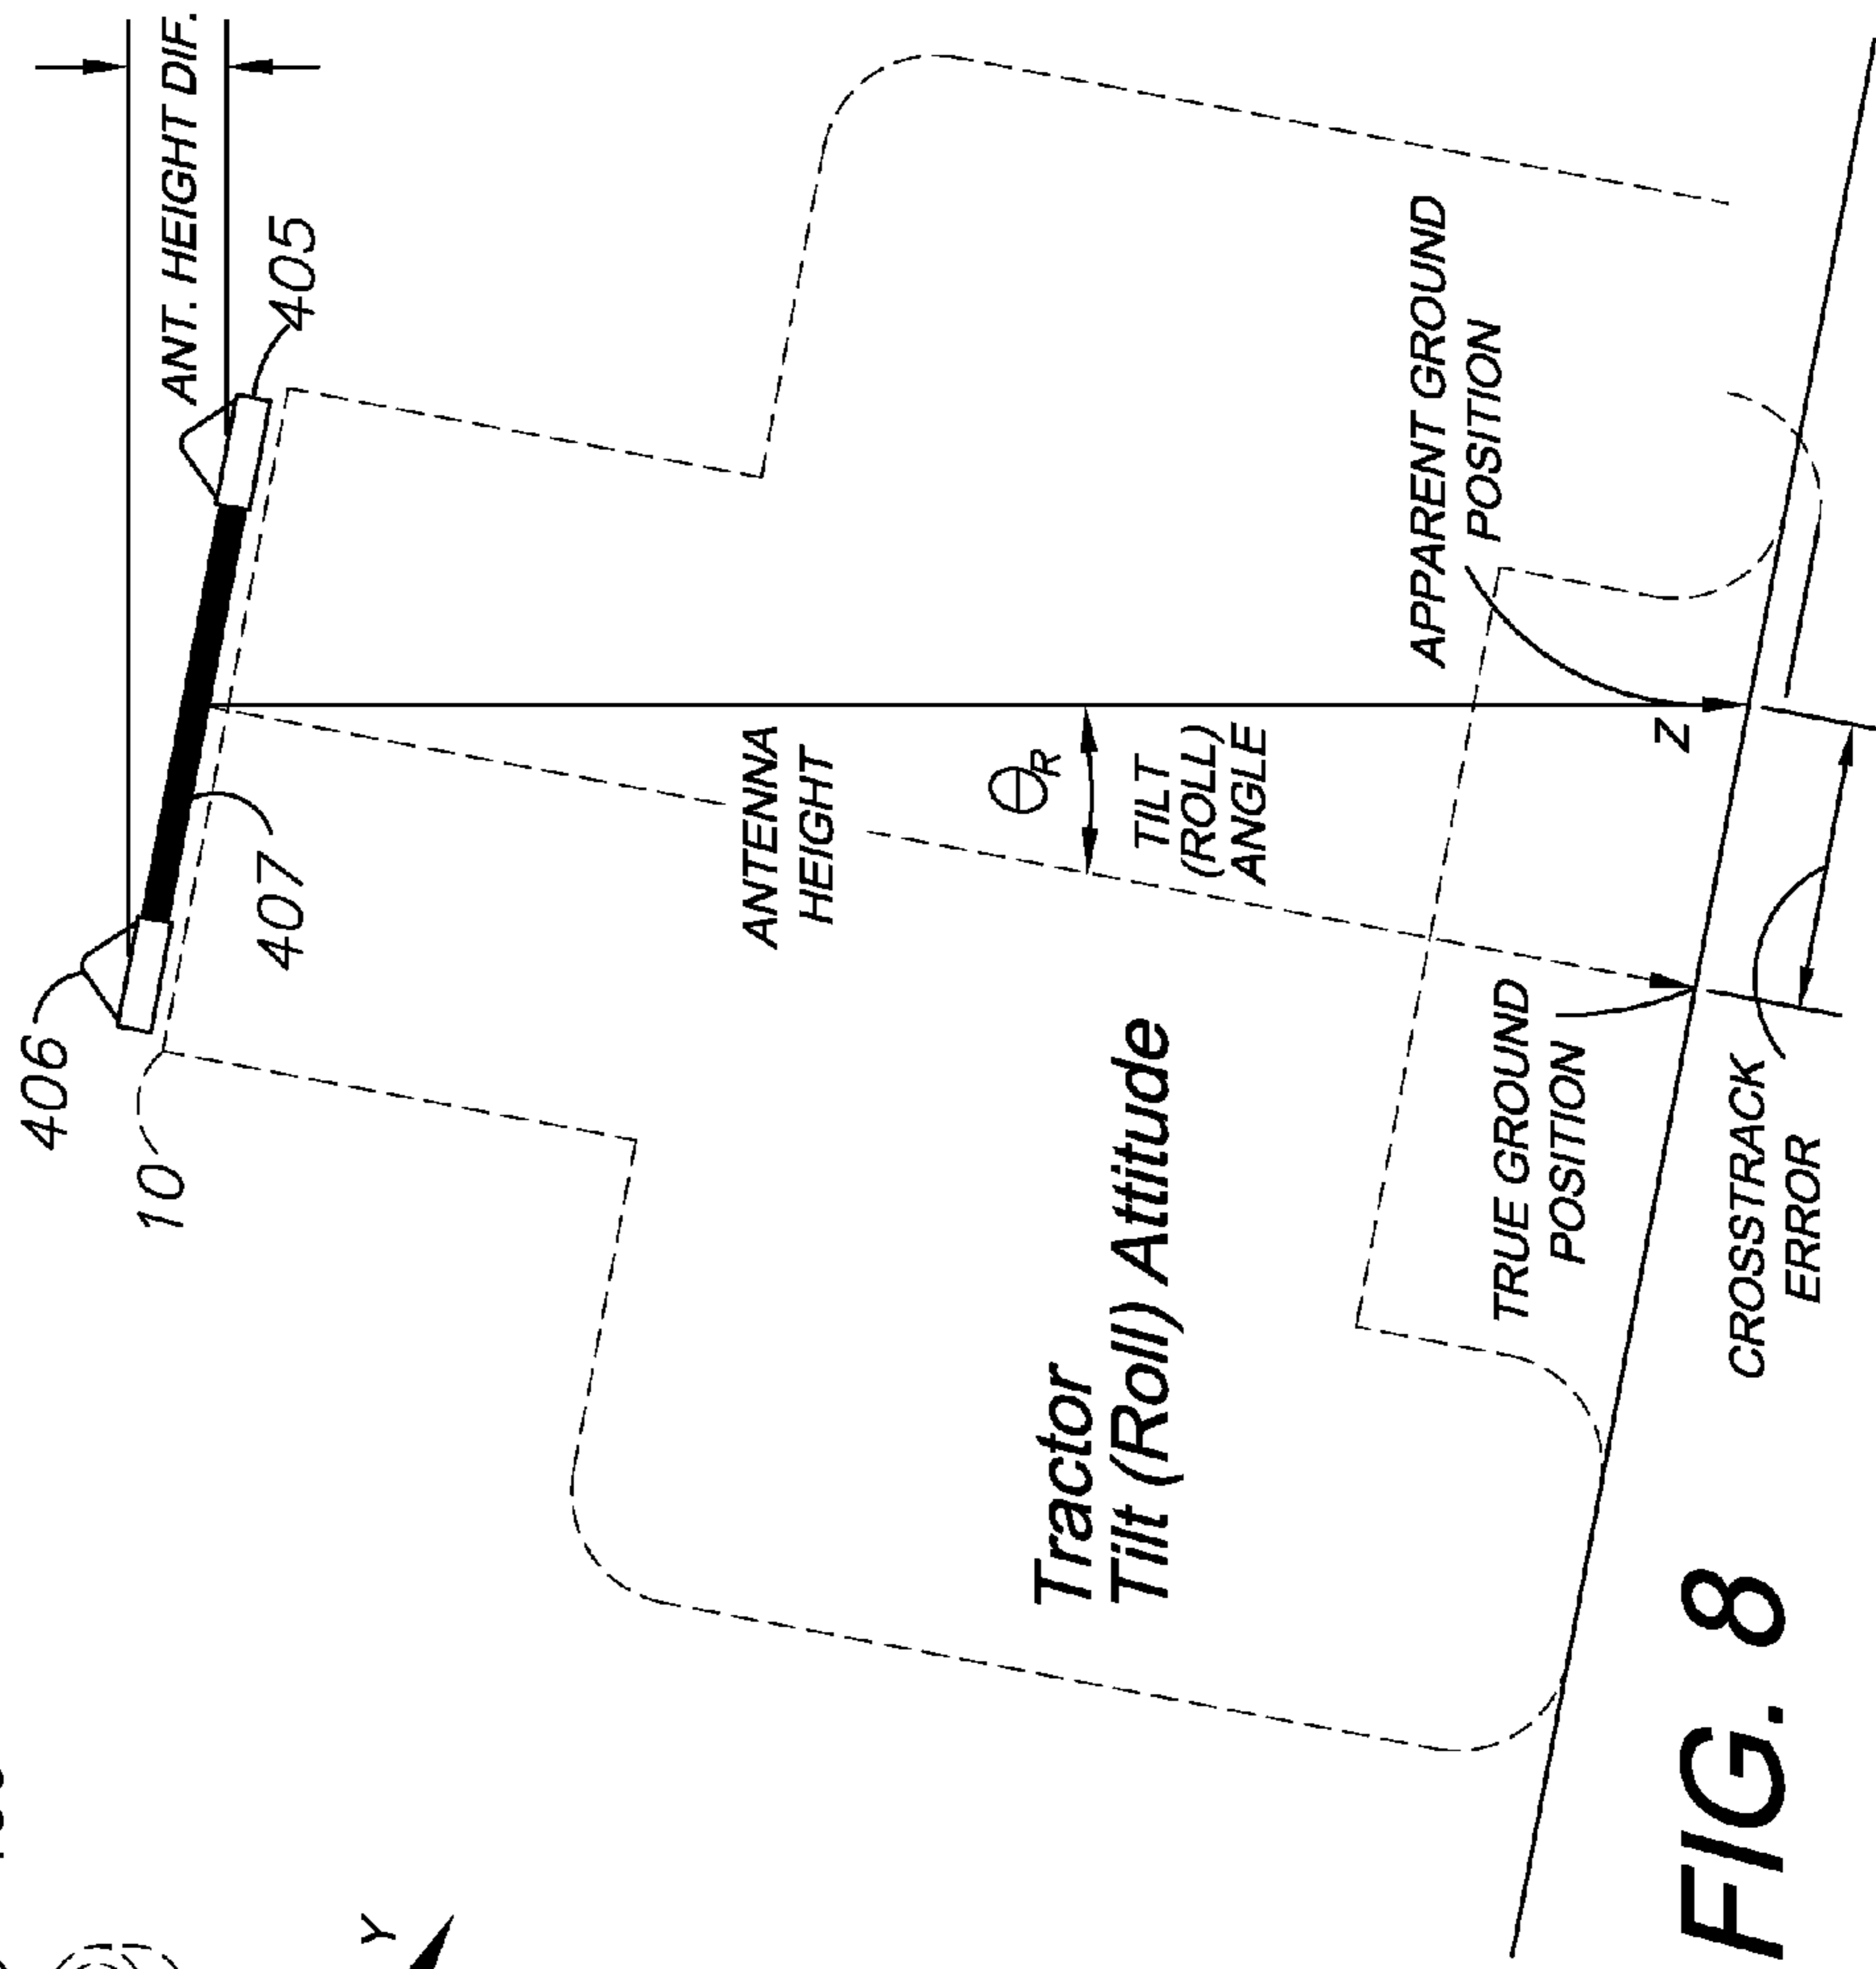 ANT. HEIGHT DIF.
406
405
10
407
ANTENNA
HEIGHT
θR
TILT
(ROLL)
ANGLE
APPARENT GROUND
POSITION
Z
Tractor
Tilt (Roll) Attitude
TRUE GROUND
POSITION
CROSSTRACK
ERROR
Y
FIG. 8